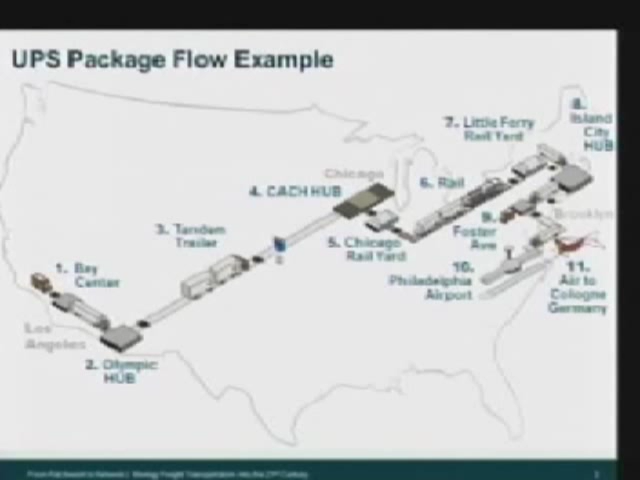 UPS Package Flow Example
8.
Island
City
HUB
7. Little Ferry
Rail Yard
Chicago
4. CACH HUB
6. Rail
9.
Foster
Ave
Brooklyn
3. Tandem
Trailer
5. Chicago
Rail Yard
1. Bay
Center
10.
Philadelphia
Airport
11.
Air to
Cologne
Germany
Los
Angeles
2. Olympic
HUB